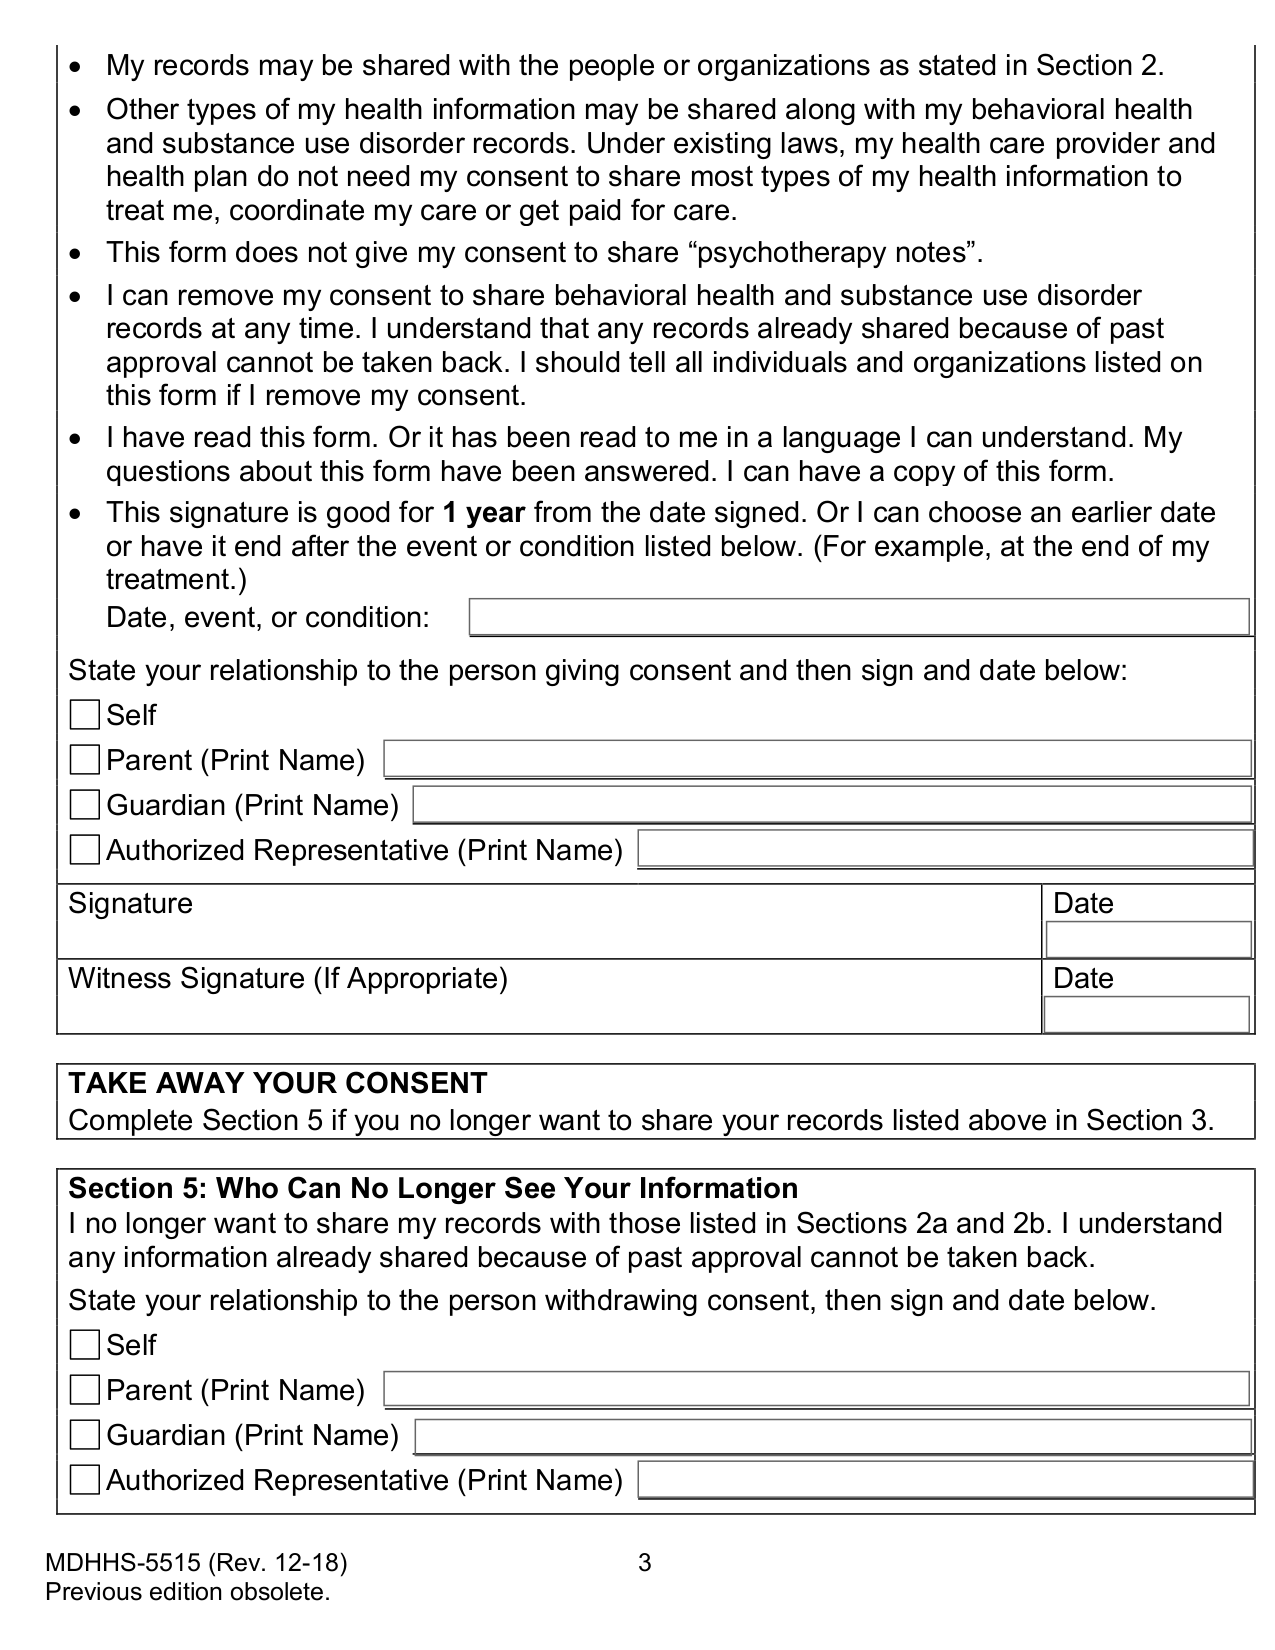 • My records may be shared with the people or organizations as stated in Section 2.
• Other types of my health information may be shared along with my behavioral health
and substance use disorder records. Under existing laws, my health care provider and
health plan do not need my consent to share most types of my health information to
treat me, coordinate my care or get paid for care.
• This form does not give my consent to share “psychotherapy notes”.
• I can remove my consent to share behavioral health and substance use disorder
records at any time. I understand that any records already shared because of past
approval cannot be taken back. I should tell all individuals and organizations listed on
this form if I remove my consent.
• I have read this form. Or it has been read to me in a language I can understand. My
questions about this form have been answered. I can have a copy of this form.
• This signature is good for 1 year from the date signed. Or I can choose an earlier date
or have it end after the event or condition listed below. (For example, at the end of my
treatment.)
Date, event, or condition:
State your relationship to the person giving consent and then sign and date below:
Self
Parent (Print Name)
Guardian (Print Name)
Authorized Representative (Print Name)
Signature Date
Witness Signature (If Appropriate) Date
TAKE AWAY YOUR CONSENT
Complete Section 5 if you no longer want to share your records listed above in Section 3.
Section 5: Who Can No Longer See Your Information
I no longer want to share my records with those listed in Sections 2a and 2b. I understand
any information already shared because of past approval cannot be taken back.
State your relationship to the person withdrawing consent, then sign and date below.
Self
Parent (Print Name)
Guardian (Print Name)
Authorized Representative (Print Name)
MDHHS-5515 (Rev. 12-18) 3
Previous edition obsolete.